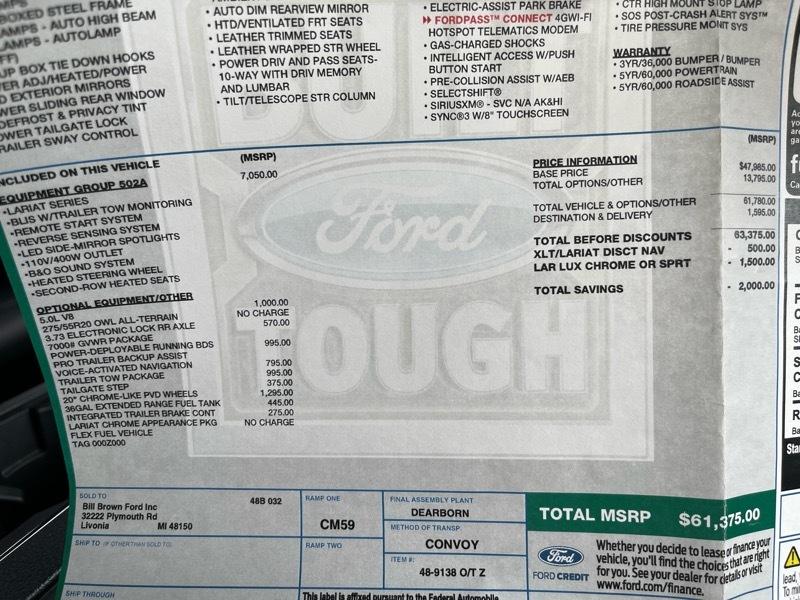 BOXED STEEL FRAME
AMPS - AUTO HIGH BEAM
AMPS - AUTOLAMP
UP BOX TIE DOWN HOOKS
ER ADJ/HEATED/POWER
D EXTERIOR MIRRORS
WER SLIDING REAR WINDOW
DEFROST & PRIVACY TINT
OWER TAILGATE LOCK
RAILER SWAY CONTROL
• AUTO DIM REARVIEW MIRROR
• HTD/VENTILATED FRT SEATS
• LEATHER TRIMMED SEATS
• LEATHER WRAPPED STR WHEEL
• POWER DRIV AND PASS SEATS-
10-WAY WITH DRIV MEMORY
AND LUMBAR
• TILT/TELESCOPE STR COLUMN
• ELECTRIC-ASSIST PARK BRAKE
FORDPASS™ CONNECT 4GWI-FI
HOTSPOT TELEMATICS MODEM
• GAS-CHARGED SHOCKS
• INTELLIGENT ACCESS W/PUSH
BUTTON START
• PRE-COLLISION ASSIST W/AEB
• SELECTSHIFT®
• SIRIUSXM® - SVC N/A AK&HI
• SYNC®3 W/8" TOUCHSCREEN
• CTR HIGH MOUNT STOP LAMP
• SOS POST-CRASH ALERT SYS™
• TIRE PRESSURE MONIT SYS
WARRANTY
• 3YR/36,000 BUMPER / BUMPER
• 5YR/60,000 POWERTRAIN
• 5YR/60,000 ROADSIDE ASSIST
INCLUDED ON THIS VEHICLE (MSRP)
EQUIPMENT GROUP 502A 7,050.00
•LARIAT SERIES
•BLIS W/TRAILER TOW MONITORING
•REMOTE START SYSTEM
•REVERSE SENSING SYSTEM
•LED SIDE-MIRROR SPOTLIGHTS
•110V/400W OUTLET
•B&O SOUND SYSTEM
•HEATED STEERING WHEEL
•SECOND-ROW HEATED SEATS
OPTIONAL EQUIPMENT/OTHER
5.0L V8 1,000.00
275/55R20 OWL ALL-TERRAIN NO CHARGE
3.73 ELECTRONIC LOCK RR AXLE 570.00
7000# GVWR PACKAGE
POWER-DEPLOYABLE RUNNING BDS 995.00
PRO TRAILER BACKUP ASSIST
VOICE-ACTIVATED NAVIGATION 795.00
TRAILER TOW PACKAGE 995.00
TAILGATE STEP 375.00
20" CHROME-LIKE PVD WHEELS 1,295.00
36GAL EXTENDED RANGE FUEL TANK 445.00
INTEGRATED TRAILER BRAKE CONT 275.00
LARIAT CHROME APPEARANCE PKG NO CHARGE
FLEX FUEL VEHICLE
TAG 000Z000
Ford
TOUGH
(MSRP)
PRICE INFORMATION
BASE PRICE $47,985.00
TOTAL OPTIONS/OTHER 13,795.00
TOTAL VEHICLE & OPTIONS/OTHER 61,780.00
DESTINATION & DELIVERY 1,595.00
TOTAL BEFORE DISCOUNTS 63,375.00
XLT/LARIAT DISCT NAV - 500.00
LAR LUX CHROME OR SPRT - 1,500.00
TOTAL SAVINGS - 2,000.00
SOLD TO
48B 032
Bill Brown Ford Inc
32222 Plymouth Rd
Livonia MI 48150
SHIP TO (IF OTHER THAN SOLD TO)
SHIP THROUGH
RAMP ONE
CM59
RAMP TWO
FINAL ASSEMBLY PLANT
DEARBORN
METHOD OF TRANSP.
CONVOY
ITEM #:
48-9138 O/T Z
TOTAL MSRP $61,375.00
Ford
FORD CREDIT
Whether you decide to lease or finance your
vehicle, you'll find the choices that are right
for you. See your dealer for details or visit
www.ford.com/finance.
This label is affixed pursuant to the Federal Automobile